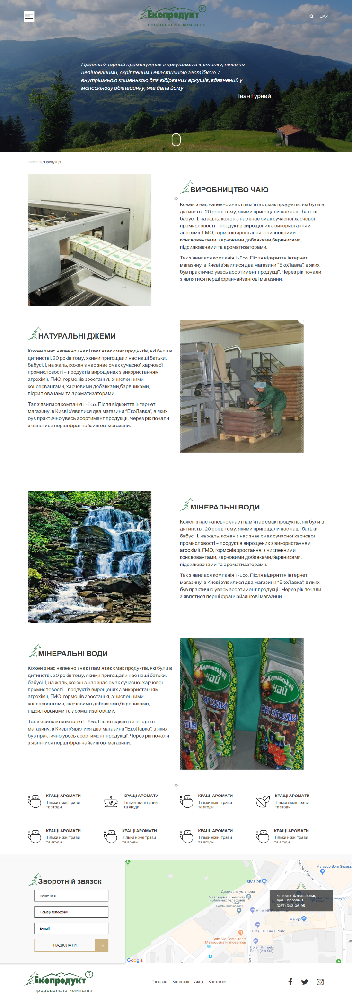 Екопродукт ®
продовольча компанія
UA
Простий чорний прямокутник з аркушами в клітинку, лінію чи
нелінованими, скріпленими еластичною застібкою, з
внутрішньою кишенькою для відірваних аркушів, вдягнений у
молескінову обкладинку, яка дала йому
Іван Гурней
Головна / Продукція
ВИРОБНИЦТВО ЧАЮ
Кожен з нас напевно знає і пам'ятає смак продуктів, які були в
дитинстві, 20 років тому, якими пригощали нас наші батьки,
бабусі. І, на жаль, кожен з нас знає смак сучасної харчової
промисловості – продуктів вирощених з використанням
агрохімії, ГМО, гормонів зростання, з численними
консервантами, харчовими добавками,барвниками,
підсилювачами та ароматизаторами.
Так з'явилася компанія I -Eco. Після відкриття інтернет
магазину, в Києві з'явилися два магазини "ЕкоЛавка", в яких
був практично увесь асортимент продукції. Через рік почали
з'являтися перші франчайзингові магазини.
НАТУРАЛЬНІ ДЖЕМИ
Кожен з нас напевно знає і пам'ятає смак продуктів, які були в
дитинстві, 20 років тому, якими пригощали нас наші батьки,
бабусі. І, на жаль, кожен з нас знає смак сучасної харчової
промисловості – продуктів вирощених з використанням
агрохімії, ГМО, гормонів зростання, з численними
консервантами, харчовими добавками,барвниками,
підсилювачами та ароматизаторами.
Так з'явилася компанія I -Eco. Після відкриття інтернет
магазину, в Києві з'явилися два магазини "ЕкоЛавка", в яких
був практично увесь асортимент продукції. Через рік почали
з'являтися перші франчайзингові магазини.
МІНЕРАЛЬНІ ВОДИ
Кожен з нас напевно знає і пам'ятає смак продуктів, які були в
дитинстві, 20 років тому, якими пригощали нас наші батьки,
бабусі. І, на жаль, кожен з нас знає смак сучасної харчової
промисловості – продуктів вирощених з використанням
агрохімії, ГМО, гормонів зростання, з численними
консервантами, харчовими добавками,барвниками,
підсилювачами та ароматизаторами.
Так з'явилася компанія I -Eco. Після відкриття інтернет
магазину, в Києві з'явилися два магазини "ЕкоЛавка", в яких
був практично увесь асортимент продукції. Через рік почали
з'являтися перші франчайзингові магазини.
МІНЕРАЛЬНІ ВОДИ
Кожен з нас напевно знає і пам'ятає смак продуктів, які були в
дитинстві, 20 років тому, якими пригощали нас наші батьки,
бабусі. І, на жаль, кожен з нас знає смак сучасної харчової
промисловості – продуктів вирощених з використанням
агрохімії, ГМО, гормонів зростання, з численними
консервантами, харчовими добавками,барвниками,
підсилювачами та ароматизаторами.
Так з'явилася компанія I -Eco. Після відкриття інтернет
магазину, в Києві з'явилися два магазини "ЕкоЛавка", в яких
був практично увесь асортимент продукції. Через рік почали
з'являтися перші франчайзингові магазини.
Карпатський
чай
Карпатський
чай
ЯГОДИ
ОВІ ЯГОДИ
КРАЩІ АРОМАТИ
Тільки ніжні трави
та ягоди
КРАЩІ АРОМАТИ
Тільки ніжні трави
та ягоди
КРАЩІ АРОМАТИ
Тільки ніжні трави
та ягоди
КРАЩІ АРОМАТИ
Тільки ніжні трави
та ягоди
КРАЩІ АРОМАТИ
Тільки ніжні трави
та ягоди
КРАЩІ АРОМАТИ
Тільки ніжні трави
та ягоди
КРАЩІ АРОМАТИ
Тільки ніжні трави
та ягоди
КРАЩІ АРОМАТИ
Тільки ніжні трави
та ягоди
Зворотній звязок
Ваше ім'я
Номер телефону
E-mail
НАДІСЛАТИ
Mercado Bom Sucesso
SEASIDE
Державна установа
Майстерня з ремонту
мобільних телефонів
Data Fax -
Communications and
м. Івано-Франківськ,
вул. Торгова, 1
(067) 342-06-95
Hotel HF
Porto
Mango
Hotel HF Tuela Porto
Convívio Restaurante
Marisqueira Francesinhas
Hotel HF Tuela
Porto (Ala Sul)
Google
Екопродукт ®
продовольча компанія
Головна
Категорії
Акції
Контакти